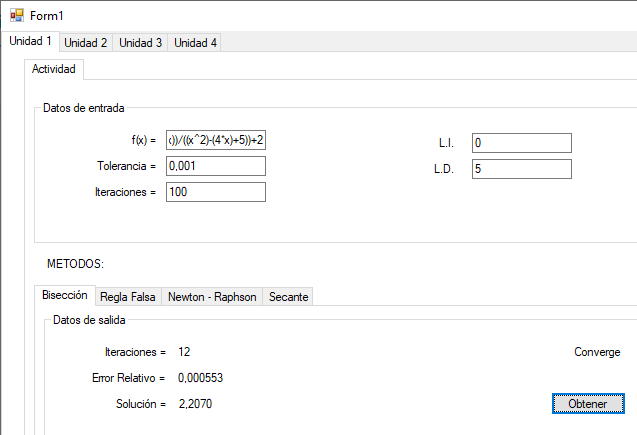 Form1
Unidad 1 Unidad 2 Unidad 3 Unidad 4
Actividad
Datos de entrada
f(x) = ))/((x^2)-(4*x)+5))+2 L.I. 0
Tolerancia = 0,001 L.D. 5
Iteraciones = 100
METODOS:
Bisección Regla Falsa Newton - Raphson Secante
Datos de salida
Iteraciones = 12 Converge
Error Relativo = 0,000553
Solución = 2,2070 Obtener